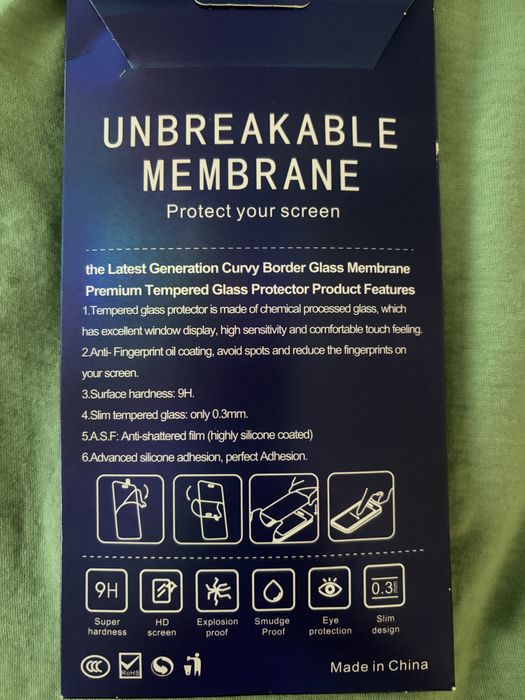 UNBREAKABLE
MEMBRANE
Protect your screen
the Latest Generation Curvy Border Glass Membrane
Premium Tempered Glass Protector Product Features
1.Tempered glass protector is made of chemical processed glass, which
has excellent window display, high sensitivity and comfortable touch feeling.
2.Anti- Fingerprint oil coating, avoid spots and reduce the fingerprints on
your screen.
3.Surface hardness: 9H.
4.Slim tempered glass: only 0.3mm.
5.A.S.F: Anti-shattered film (highly silicone coated)
6.Advanced silicone adhesion, perfect Adhesion.
9H 0.3mm
Super HD Explosion Smudge Eye Slim
hardness screen proof Proof protection design
CCC RoHS Made in China